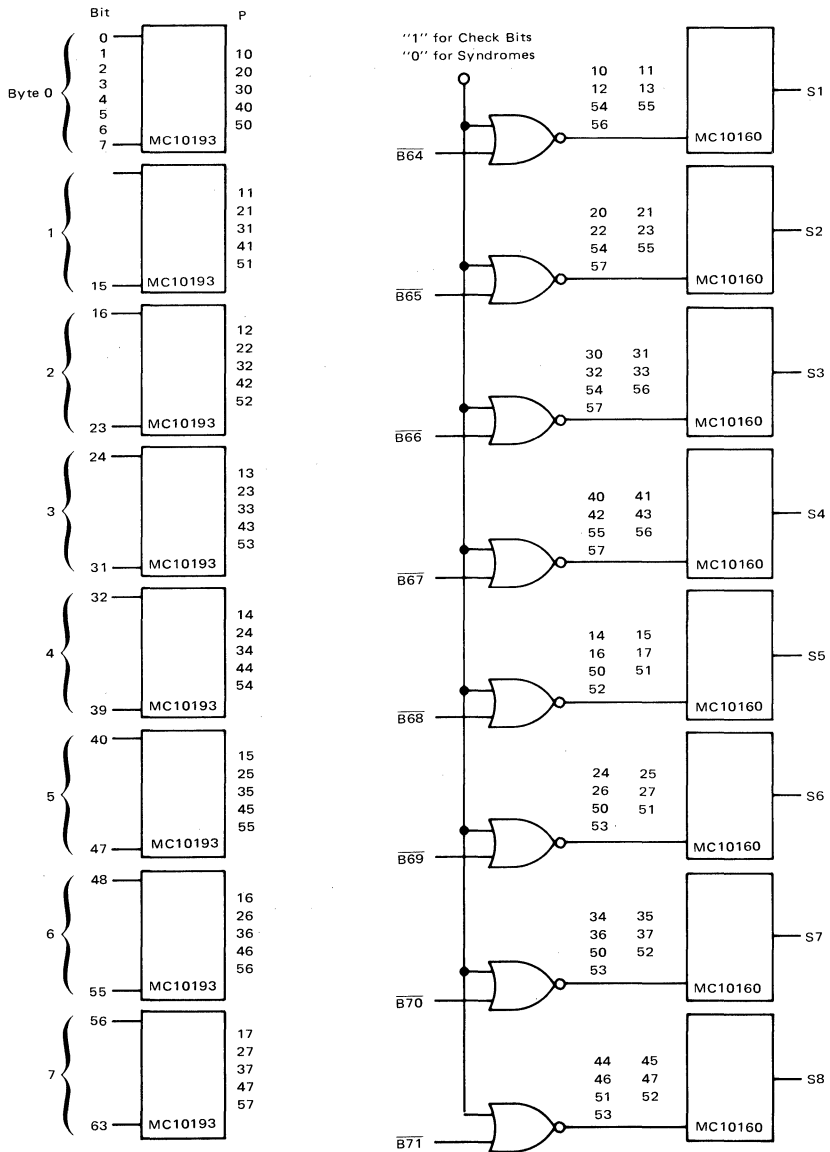 Bit
P
0
1
2
3
4
5
6
7
Byte 0
10
20
30
40
50
MC10193
1
15
11
21
31
41
51
MC10193
2
16
23
12
22
32
42
52
MC10193
3
24
31
13
23
33
43
53
MC10193
4
32
39
14
24
34
44
54
MC10193
5
40
47
15
25
35
45
55
MC10193
6
48
55
16
26
36
46
56
MC10193
7
56
63
17
27
37
47
57
MC10193
"1" for Check Bits
"0" for Syndromes
B64
10 11
12 13
54 55
56
MC10160
S1
B65
20 21
22 23
54 55
57
MC10160
S2
B66
30 31
32 33
54 56
57
MC10160
S3
B67
40 41
42 43
55 56
57
MC10160
S4
B68
14 15
16 17
50 51
52
MC10160
S5
B69
24 25
26 27
50 51
53
MC10160
S6
B70
34 35
36 37
50 52
53
MC10160
S7
B71
44 45
46 47
51 52
53
MC10160
S8